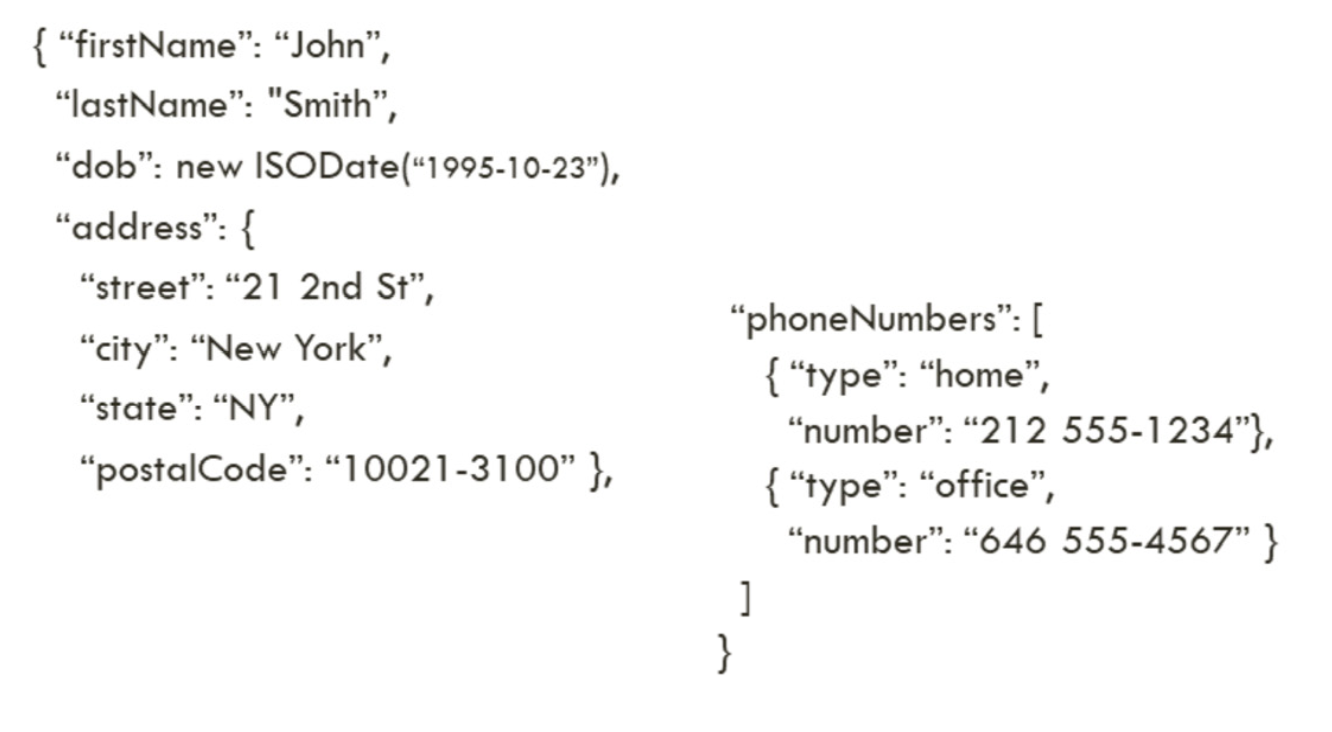 { “firstName”: “John”,
“lastName”: "Smith”,
“dob”: new ISODate(“1995-10-23”),
“address”: {
“street”: “21 2nd St”,
“city”: “New York”,
“state”: “NY”,
“postalCode”: “10021-3100” },
“phoneNumbers”: [
{ “type”: “home”,
“number”: “212 555-1234”},
{ “type”: “office”,
“number”: “646 555-4567” }
]
}